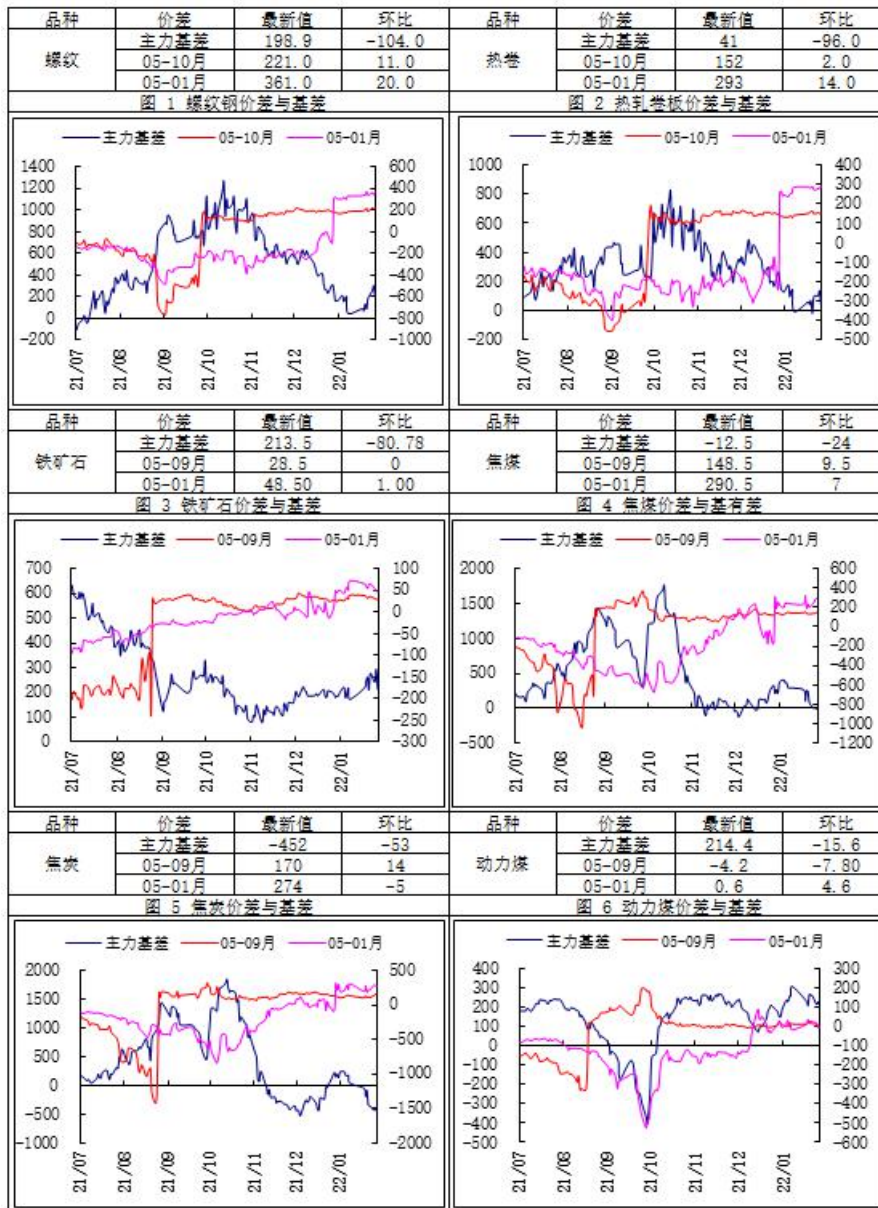 品种 价差 最新值 环比 品种 价差 最新值 环比
螺纹 主力基差 198.9 -104.0 热卷 主力基差 41 -96.0
05-10月 221.0 11.0 05-10月 152 2.0
05-01月 361.0 20.0 05-01月 293 14.0
图 1 螺纹钢价差与基差 图 2 热轧卷板价差与基差
主力基差 05-10月 05-01月
1400 1200 1000 800 600 400 200 0 -200
600 400 200 0 -200 -400 -600 -800 -1000
21/07 21/08 21/09 21/10 21/11 21/12 22/01
主力基差 05-10月 05-01月
1000 800 600 400 200 0 -200
400 300 200 100 0 -100 -200 -300 -400 -500
21/07 21/08 21/09 21/10 21/11 21/12 22/01
品种 价差 最新值 环比 品种 价差 最新值 环比
铁矿石 主力基差 213.5 -80.78 焦煤 主力基差 -12.5 -24
05-09月 28.5 0 05-09月 148.5 9.5
05-01月 48.50 1.00 05-01月 290.5 7
图 3 铁矿石价差与基差 图 4 焦煤价差与基有差
主力基差 05-09月 05-01月
700 600 500 400 300 200 100 0
100 50 0 -50 -100 -150 -200 -250 -300
21/07 21/08 21/09 21/10 21/11 21/12 22/01
主力基差 05-09月 05-01月
2000 1500 1000 500 0 -500
600 400 200 0 -200 -400 -600 -800 -1000 -1200
21/07 21/08 21/09 21/10 21/11 21/12 22/01
品种 价差 最新值 环比 品种 价差 最新值 环比
焦炭 主力基差 -452 -53 动力煤 主力基差 214.4 -15.6
05-09月 170 14 05-09月 -4.2 -7.80
05-01月 274 -5 05-01月 0.6 4.6
图 5 焦炭价差与基差 图 6 动力煤价差与基差
主力基差 05-09月 05-01月
2000 1500 1000 500 0 -500 -1000
500 0 -500 -1000 -1500 -2000
21/07 21/08 21/09 21/10 21/11 21/12 22/01
主力基差 05-09月 05-01月
400 300 200 100 0 -100 -200 -300 -400 -500
300 200 100 0 -100 -200 -300 -400 -500 -600
21/07 21/08 21/09 21/10 21/11 21/12 22/01